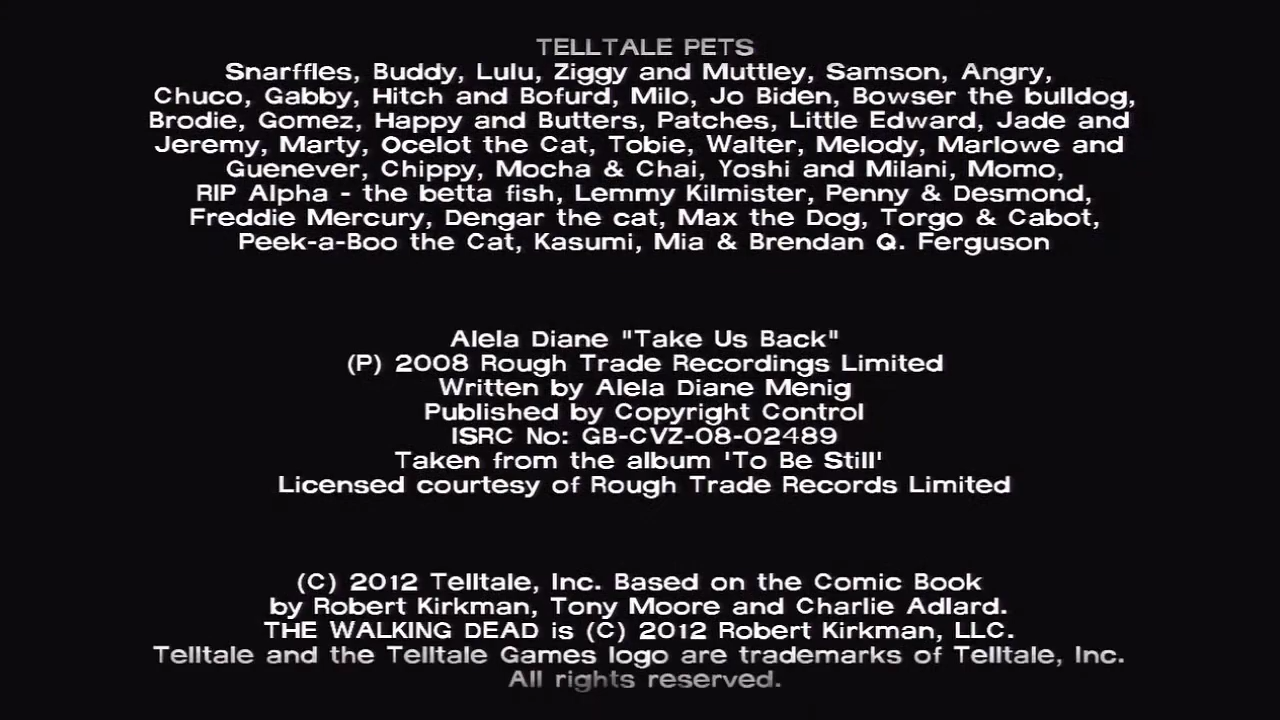 TELLTALE PETS
Snarffles, Buddy, Lulu, Ziggy and Muttley, Samson, Angry,
Chuco, Gabby, Hitch and Bofurd, Milo, Jo Biden, Bowser the bulldog,
Brodie, Gomez, Happy and Butters, Patches, Little Edward, Jade and
Jeremy, Marty, Ocelot the Cat, Tobie, Walter, Melody, Marlowe and
Guenever, Chippy, Mocha & Chai, Yoshi and Milani, Momo,
RIP Alpha - the betta fish, Lemmy Kilmister, Penny & Desmond,
Freddie Mercury, Dengar the cat, Max the Dog, Torgo & Cabot,
Peek-a-Boo the Cat, Kasumi, Mia & Brendan Q. Ferguson
Alela Diane "Take Us Back"
(P) 2008 Rough Trade Recordings Limited
Written by Alela Diane Menig
Published by Copyright Control
ISRC No: GB-CVZ-08-02489
Taken from the album 'To Be Still'
Licensed courtesy of Rough Trade Records Limited
(C) 2012 Telltale, Inc. Based on the Comic Book
by Robert Kirkman, Tony Moore and Charlie Adlard.
THE WALKING DEAD is (C) 2012 Robert Kirkman, LLC.
Telltale and the Telltale Games logo are trademarks of Telltale, Inc.
All rights reserved.